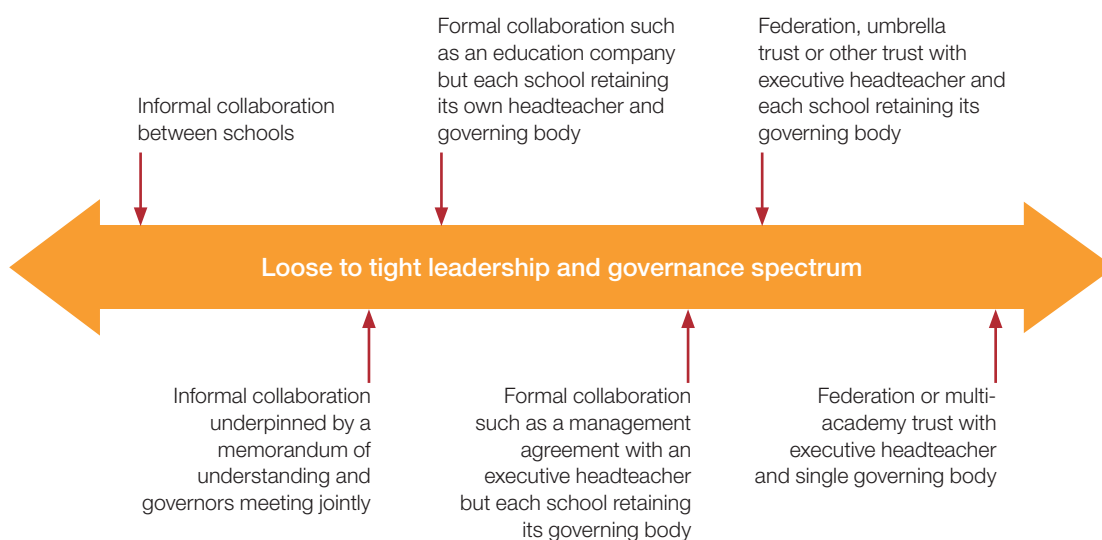 Informal collaboration
between schools
Formal collaboration such
as an education company
but each school retaining
its own headteacher and
governing body
Federation, umbrella
trust or other trust with
executive headteacher and
each school retaining its
governing body
Loose to tight leadership and governance spectrum
Informal collaboration
underpinned by a
memorandum of
understanding and
governors meeting jointly
Formal collaboration
such as a management
agreement with an
executive headteacher
but each school retaining
its governing body
Federation or multi-
academy trust with
executive headteacher
and single governing body